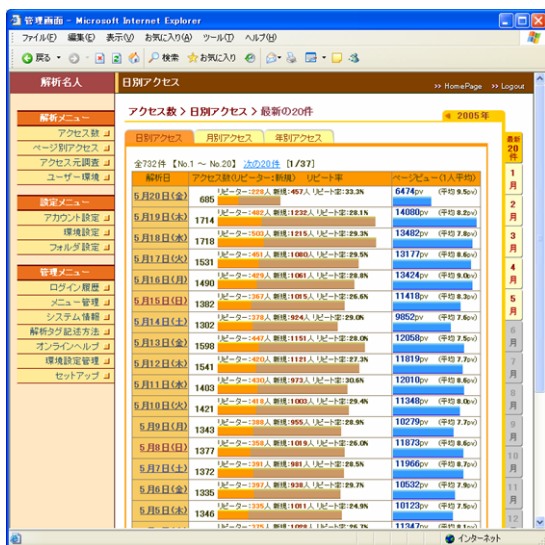 管理画面 - Microsoft Internet Explorer
ファイル(F) 編集(E) 表示(V) お気に入り(A) ツール(T) ヘルプ(H)
戻る 検索 お気に入り
解析名人 日別アクセス >> HomePage >> Logout
アクセス数 > 日別アクセス > 最新の20件
2005年
解析メニュー
アクセス数
ページ別アクセス
アクセス元調査
ユーザー環境
設定メニュー
アカウント設定
環境設定
フォルダ設定
管理メニュー
ログイン履歴
メニュー管理
システム情報
解析タグ記述方法
オンラインヘルプ
環境設定管理
セットアップ
日別アクセス 月別アクセス 年別アクセス
全732件 【No.1 ～ No.20】 次の20件 [1/37]
解析日 アクセス数(リピーター:新規) リピート率 ページビュー(1人平均)
5月20日(金) 685 リピーター:228人 新規:457人 リピート率:33.3% 6474pv (平均 9.5pv)
5月19日(木) 1714 リピーター:482人 新規:1232人 リピート率:28.1% 14080pv (平均 8.2pv)
5月18日(水) 1718 リピーター:503人 新規:1215人 リピート率:29.3% 13482pv (平均 7.8pv)
5月17日(火) 1531 リピーター:451人 新規:1080人 リピート率:29.5% 13177pv (平均 8.6pv)
5月16日(月) 1490 リピーター:429人 新規:1061人 リピート率:28.8% 13424pv (平均 9.0pv)
5月15日(日) 1382 リピーター:367人 新規:1015人 リピート率:26.6% 11418pv (平均 8.3pv)
5月14日(土) 1302 リピーター:378人 新規:924人 リピート率:29.0% 9852pv (平均 7.6pv)
5月13日(金) 1598 リピーター:447人 新規:1151人 リピート率:28.0% 12058pv (平均 7.5pv)
5月12日(木) 1541 リピーター:420人 新規:1121人 リピート率:27.3% 11819pv (平均 7.7pv)
5月11日(水) 1403 リピーター:430人 新規:973人 リピート率:30.6% 12010pv (平均 8.6pv)
5月10日(火) 1421 リピーター:418人 新規:1003人 リピート率:29.4% 11348pv (平均 8.0pv)
5月9日(月) 1343 リピーター:388人 新規:955人 リピート率:28.9% 10279pv (平均 7.7pv)
5月8日(日) 1377 リピーター:358人 新規:1019人 リピート率:26.0% 11873pv (平均 8.6pv)
5月7日(土) 1372 リピーター:391人 新規:981人 リピート率:28.5% 11966pv (平均 8.7pv)
5月6日(金) 1335 リピーター:397人 新規:938人 リピート率:29.7% 10532pv (平均 7.9pv)
5月5日(木) 1346 リピーター:335人 新規:1011人 リピート率:24.9% 10123pv (平均 7.5pv)
リピーター:375人 新規:1028人 リピート率:26.7% 11347pv
最新20件
1月
2月
3月
4月
5月
6月
7月
8月
9月
10月
11月
12
インターネット